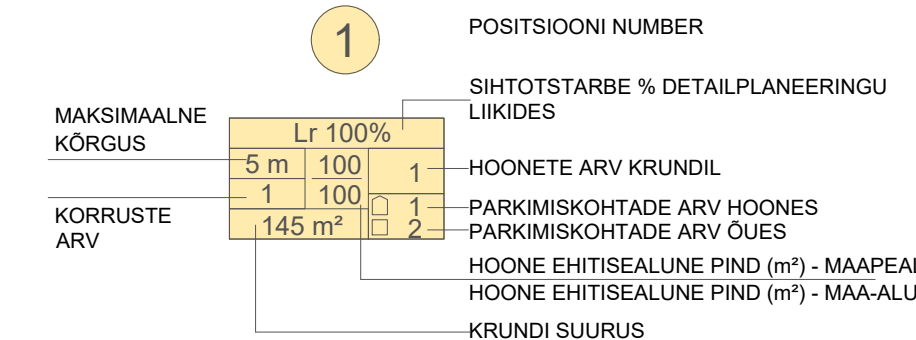 1
POSITSIOONI NUMBER
SIHTOTSTARBE % DETAILPLANEERINGU
LIIKIDES
MAKSIMAALNE
KÕRGUS
Lr 100%
5 m 100 1
HOONETE ARV KRUNDIL
1 100
KORRUSTE
ARV
1 PARKIMISKOHTADE ARV HOONES
145 m² 2 PARKIMISKOHTADE ARV ÕUES
HOONE EHITISEALUNE PIND (m²) - MAAPEAL
HOONE EHITISEALUNE PIND (m²) - MAA-ALU
KRUNDI SUURUS